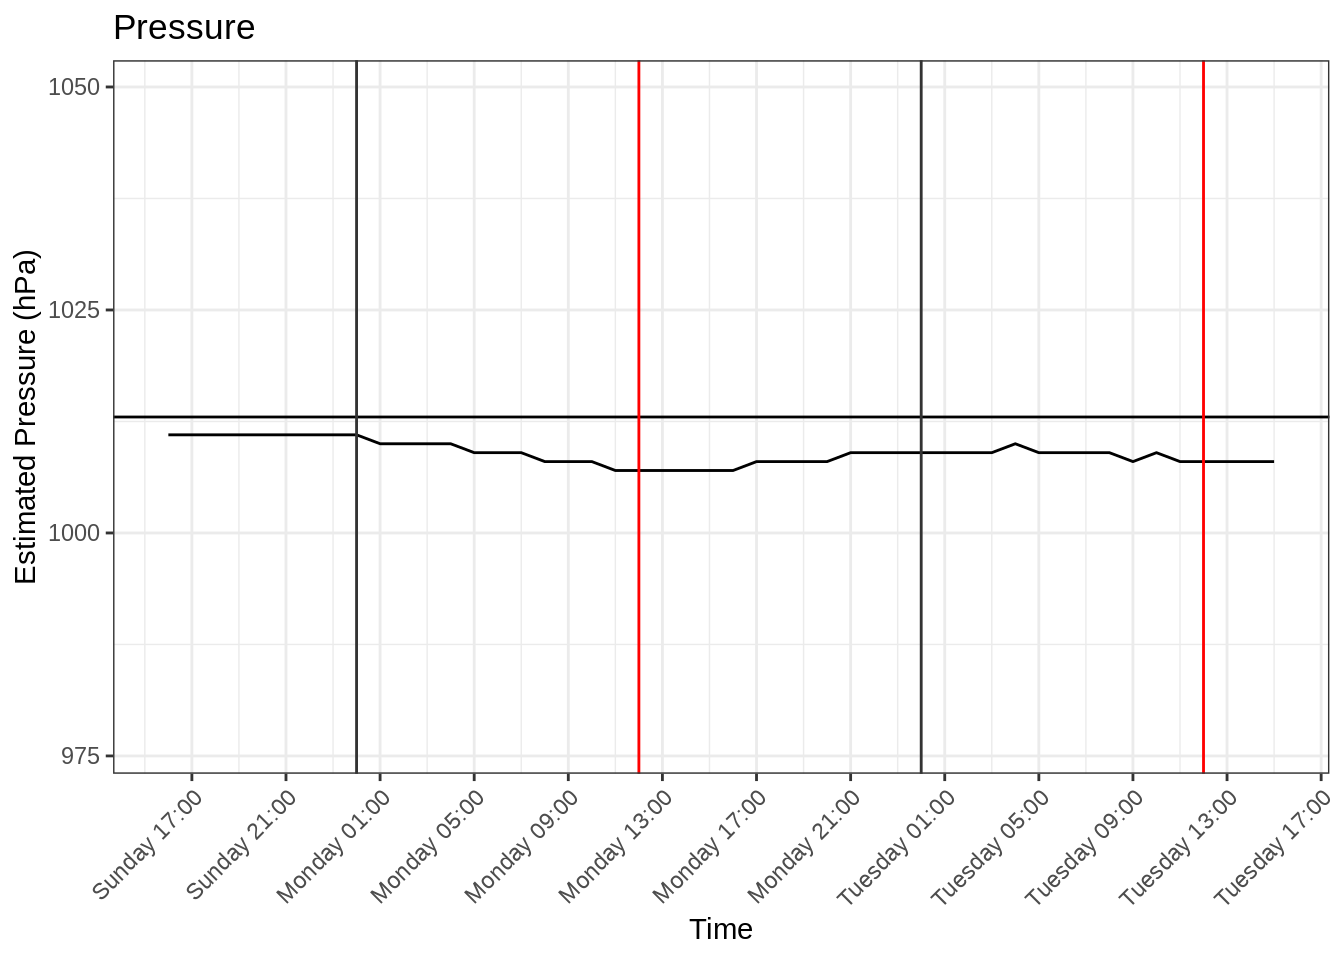 Pressure
Estimated Pressure (hPa)
1050
1025
1000
975
Sunday 17:00
Sunday 21:00
Monday 01:00
Monday 05:00
Monday 09:00
Monday 13:00
Monday 17:00
Monday 21:00
Tuesday 01:00
Tuesday 05:00
Tuesday 09:00
Tuesday 13:00
Tuesday 17:00
Time